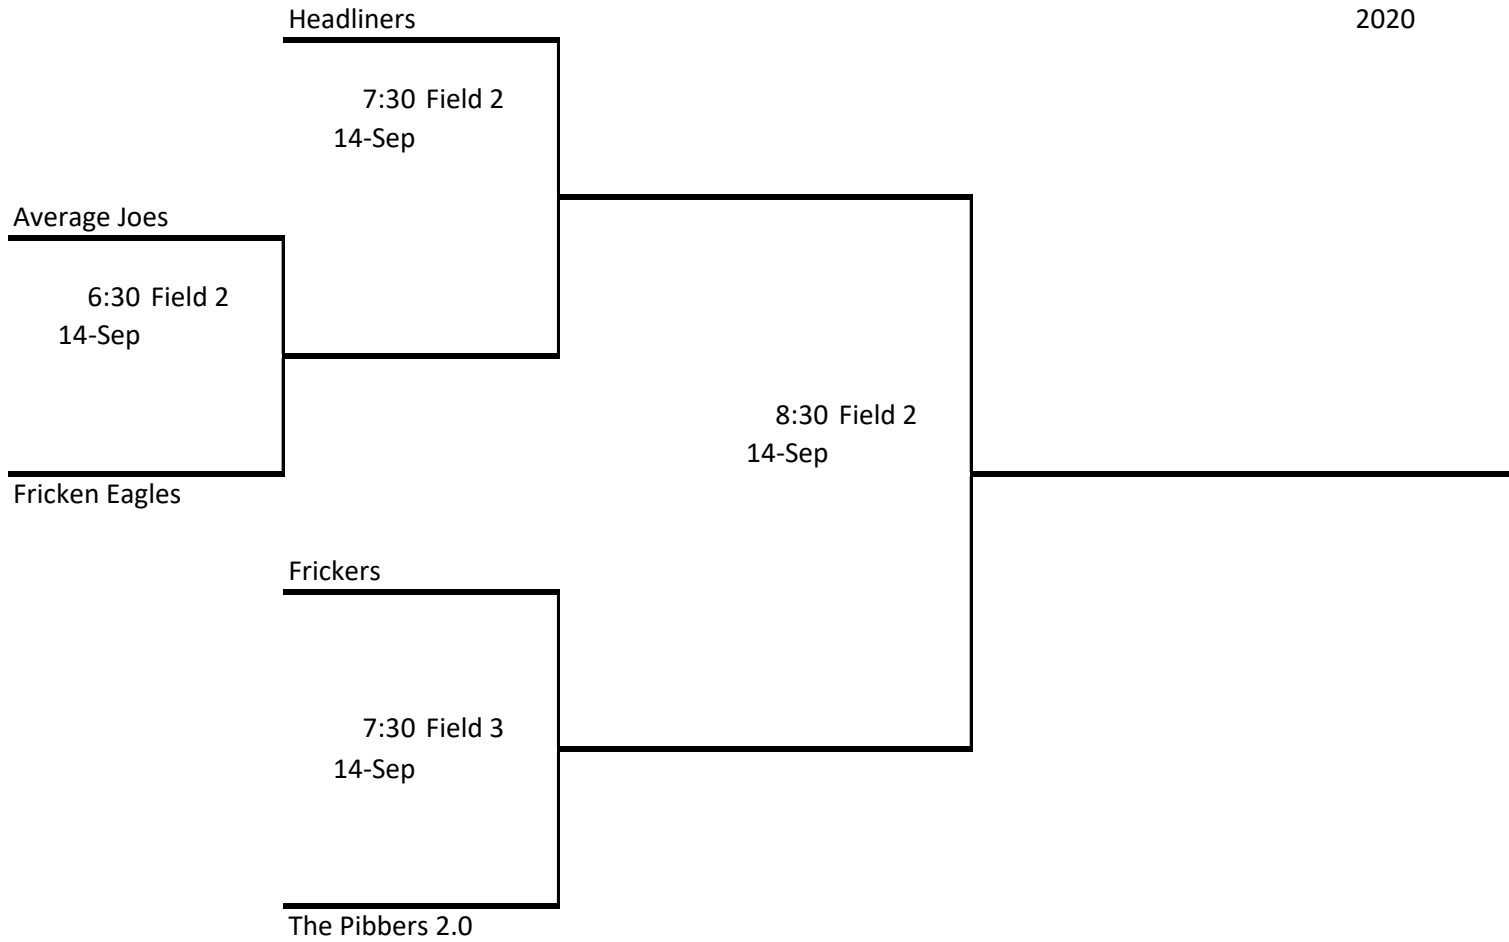 Headliners
2020
7:30 Field 2
14-Sep
Average Joes
6:30 Field 2
14-Sep
8:30 Field 2
14-Sep
Fricken Eagles
Frickers
7:30 Field 3
14-Sep
The Pibbers 2.0